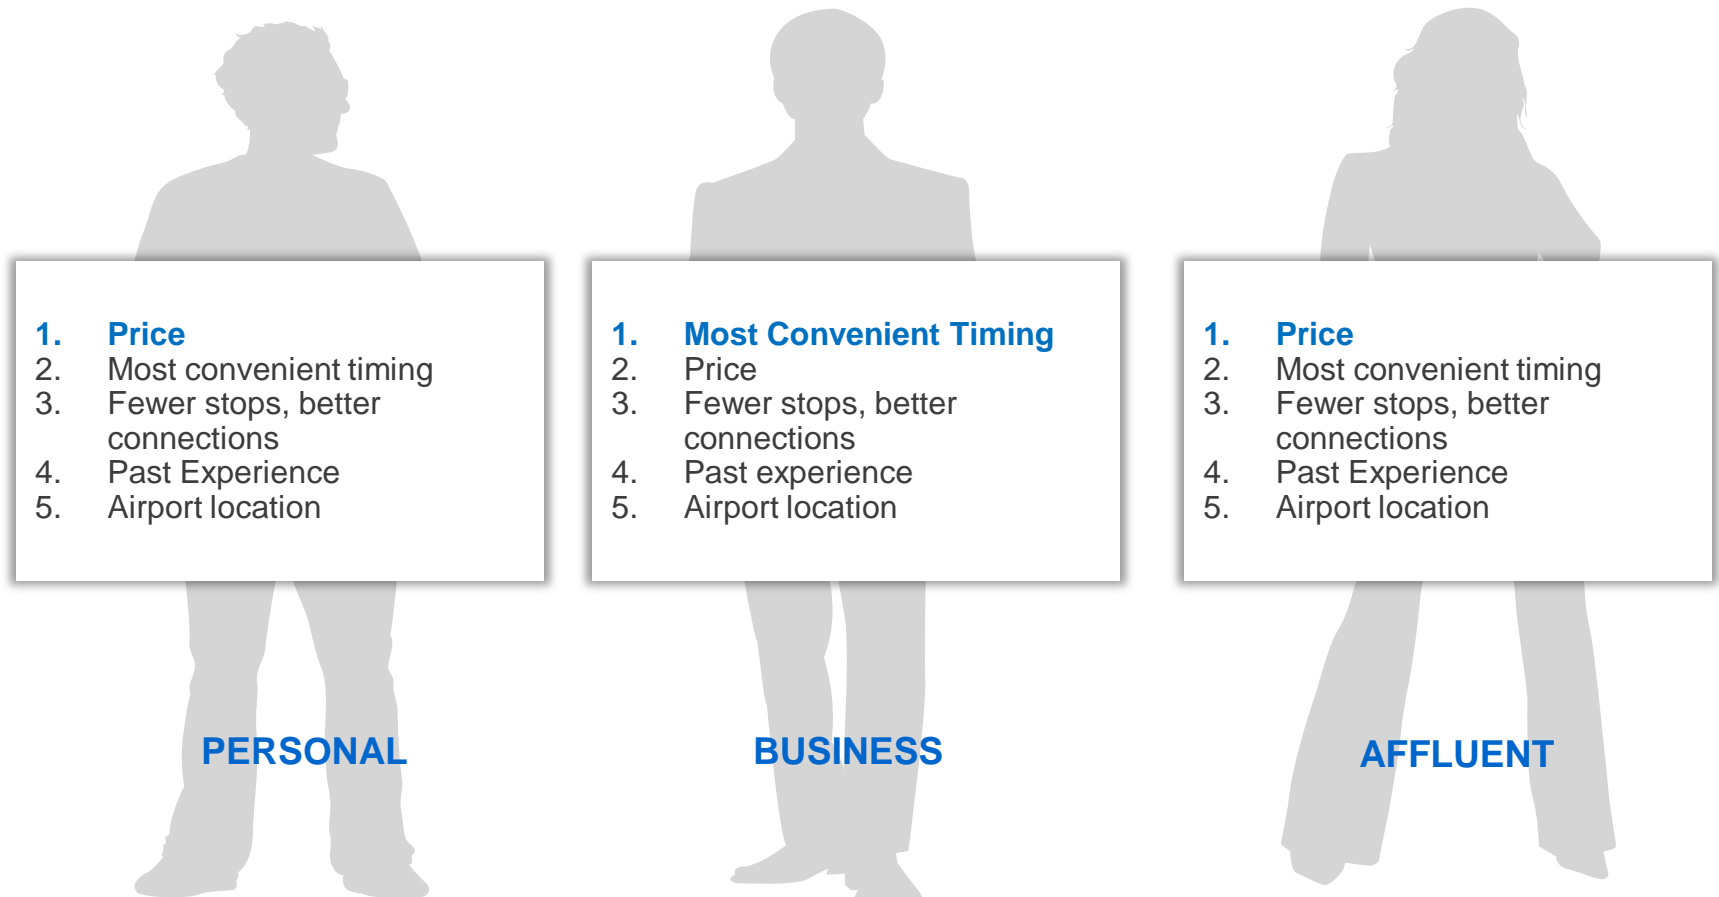 1. Price
2. Most convenient timing
3. Fewer stops, better
connections
4. Past Experience
5. Airport location
PERSONAL
1. Most Convenient Timing
2. Price
3. Fewer stops, better
connections
4. Past experience
5. Airport location
BUSINESS
1. Price
2. Most convenient timing
3. Fewer stops, better
connections
4. Past Experience
5. Airport location
AFFLUENT